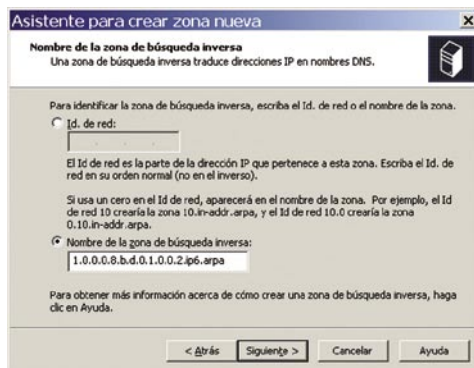 Asistente para crear zona nueva
Nombre de la zona de búsqueda inversa
Una zona de búsqueda inversa traduce direcciones IP en nombres DNS.
Para identificar la zona de búsqueda inversa, escriba el Id. de red o el nombre de la zona.
Id. de red:
El Id de red es la parte de la dirección IP que pertenece a esta zona. Escriba el Id. de
red en su orden normal (no en el inverso).
Si usa un cero en el Id de red, aparecerá en el nombre de la zona. Por ejemplo, el Id
de red 10 crearía la zona 10.in-addr.arpa, y el Id de red 10.0 crearía la zona
0.10.in-addr.arpa.
Nombre de la zona de búsqueda inversa:
1.0.0.0.8.b.d.0.1.0.0.2.ip6.arpa
Para obtener más información acerca de cómo crear una zona de búsqueda inversa, haga
clic en Ayuda.
< Atrás
Siguiente >
Cancelar
Ayuda